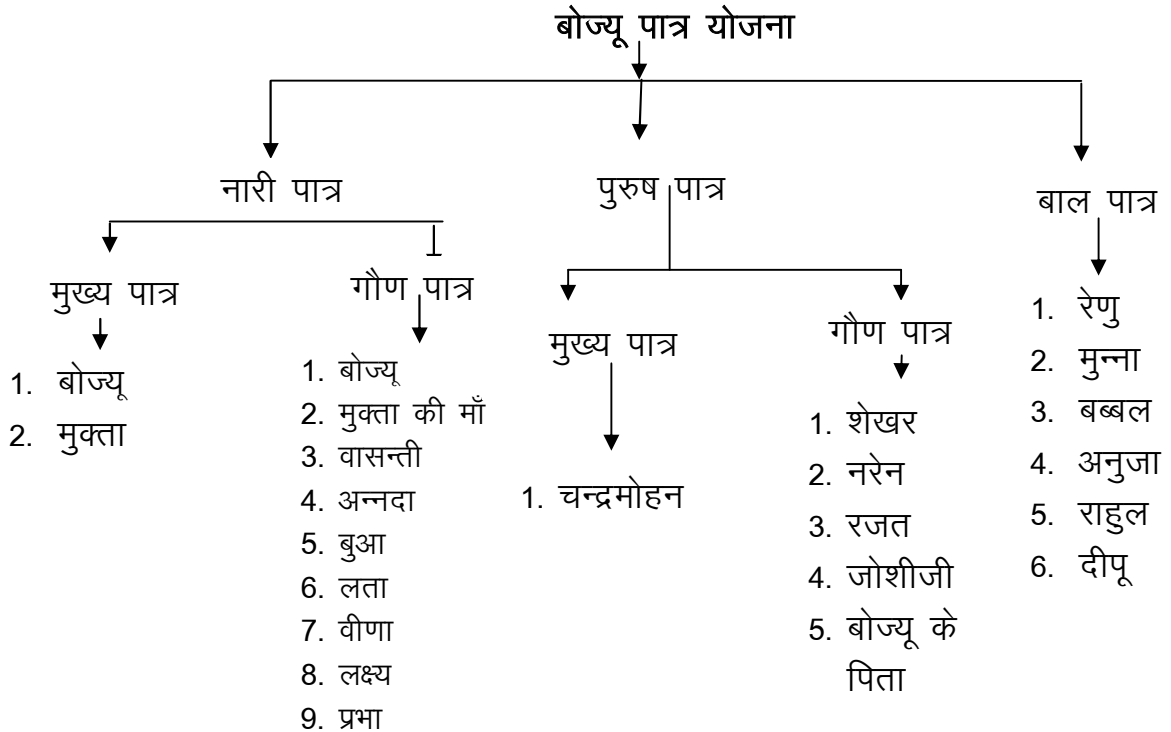 बोज्यू पात्र योजना
नारी पात्र
मुख्य पात्र
1. बोज्यू
2. मुक्ता
गौण पात्र
1. बोज्यू
2. मुक्ता की माँ
3. वासन्ती
4. अन्नदा
5. बुआ
6. लता
7. वीणा
8. लक्ष्य
9. प्रभा
पुरुष पात्र
मुख्य पात्र
1. चन्द्रमोहन
गौण पात्र
1. शेखर
2. नरेन
3. रजत
4. जोशीजी
5. बोज्यू के
पिता
बाल पात्र
1. रेणु
2. मुन्ना
3. बब्बल
4. अनुजा
5. राहुल
6. दीपू